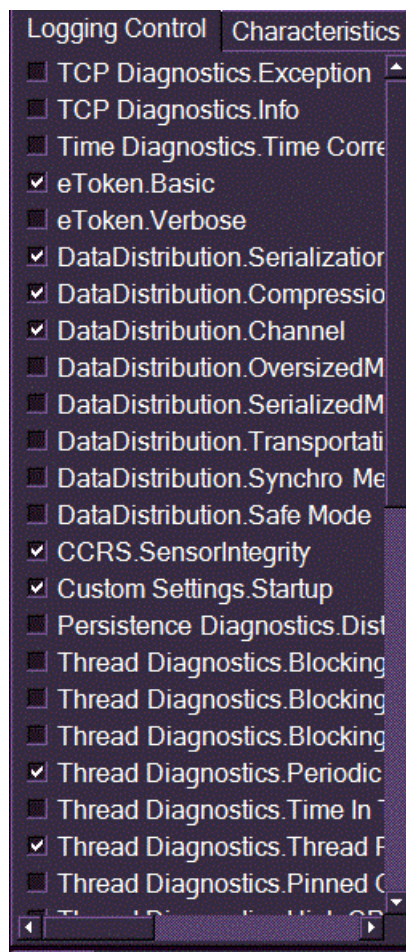 Logging Control Characteristics
TCP Diagnostics.Exception
TCP Diagnostics.Info
Time Diagnostics.Time Corre
eToken.Basic
eToken.Verbose
DataDistribution.Serialization
DataDistribution.Compressio
DataDistribution.Channel
DataDistribution.OversizedM
DataDistribution.SerializedM
DataDistribution.Transportati
DataDistribution.Synchro Me
DataDistribution.Safe Mode
CCRS.SensorIntegrity
Custom Settings.Startup
Persistence Diagnostics.Dist
Thread Diagnostics.Blocking
Thread Diagnostics.Blocking
Thread Diagnostics.Blocking
Thread Diagnostics.Periodic
Thread Diagnostics.Time In
Thread Diagnostics.Thread
Thread Diagnostics.Pinned